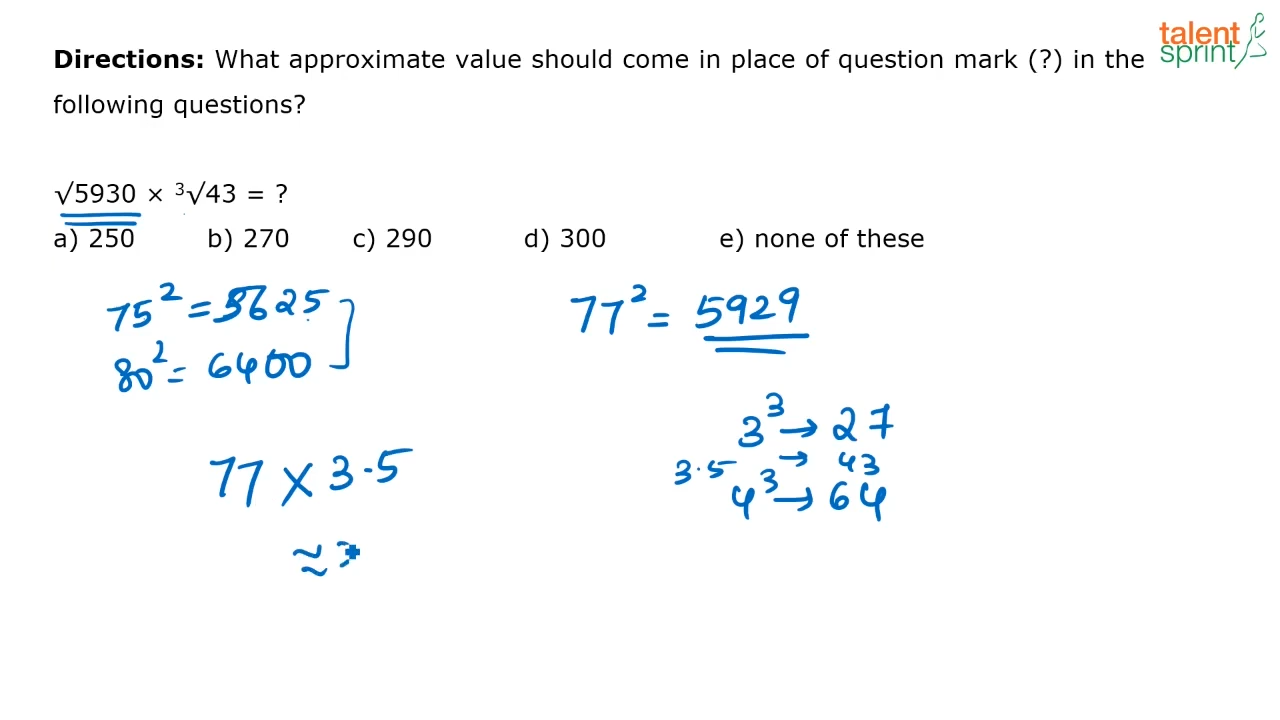 talent
sprint
Directions: What approximate value should come in place of question mark (?) in the
following questions?
√5930 × ³√43 = ?
a) 250 b) 270 c) 290 d) 300 e) none of these
75² = 5625
80² = 6400
77² = 5929
3³ → 27
3.5 → 43
4³ → 64
77 × 3.5
≈